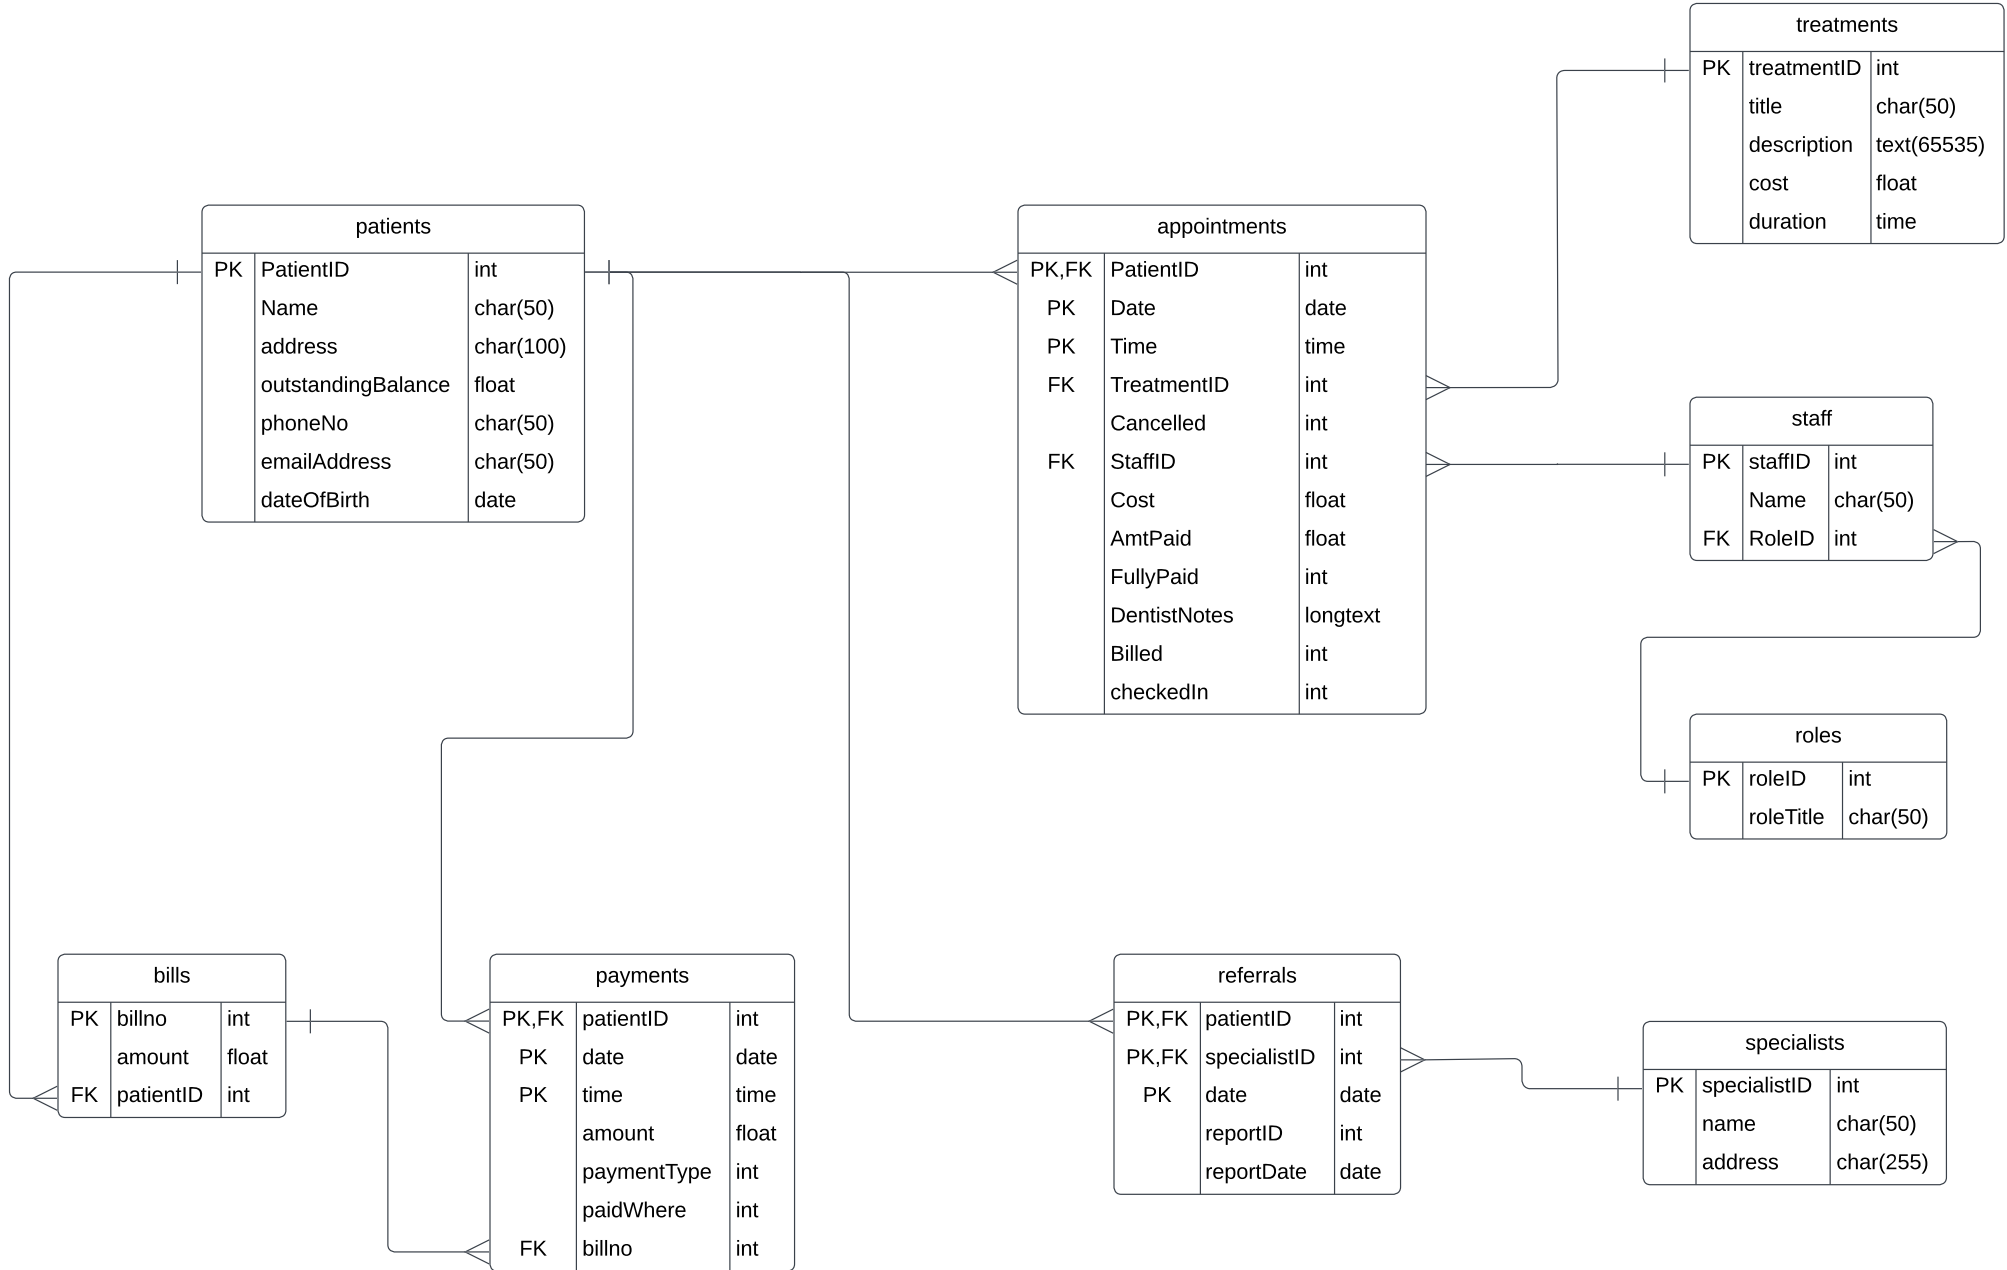 treatments
PK treatmentID int
title char(50)
description text(65535)
cost float
duration time
patients
PK PatientID int
Name char(50)
address char(100)
outstandingBalance float
phoneNo char(50)
emailAddress char(50)
dateOfBirth date
appointments
PK,FK PatientID int
PK Date date
PK Time time
FK TreatmentID int
Cancelled int
FK StaffID int
Cost float
AmtPaid float
FullyPaid int
DentistNotes longtext
Billed int
checkedIn int
staff
PK staffID int
Name char(50)
FK RoleID int
roles
PK roleID int
roleTitle char(50)
bills
PK billno int
amount float
FK patientID int
payments
PK,FK patientID int
PK date date
PK time time
amount float
paymentType int
paidWhere int
FK billno int
referrals
PK,FK patientID int
PK,FK specialistID int
PK date date
reportID int
reportDate date
specialists
PK specialistID int
name char(50)
address char(255)